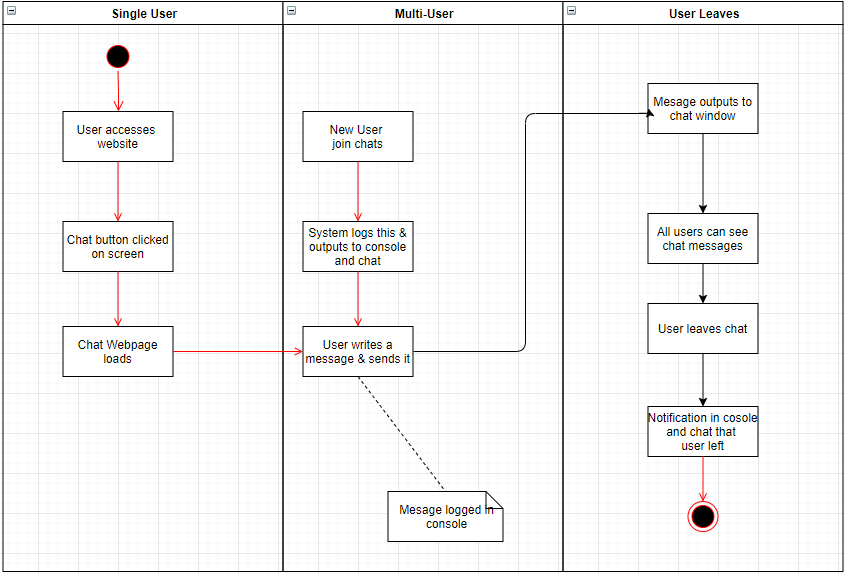 Single User
Multi-User
User Leaves
User accesses
website
Chat button clicked
on screen
Chat Webpage
loads
New User
join chats
System logs this &
outputs to console
and chat
User writes a
message & sends it
Mesage logged in
console
Mesage outputs to
chat window
All users can see
chat messages
User leaves chat
Notification in cosole
and chat that
user left